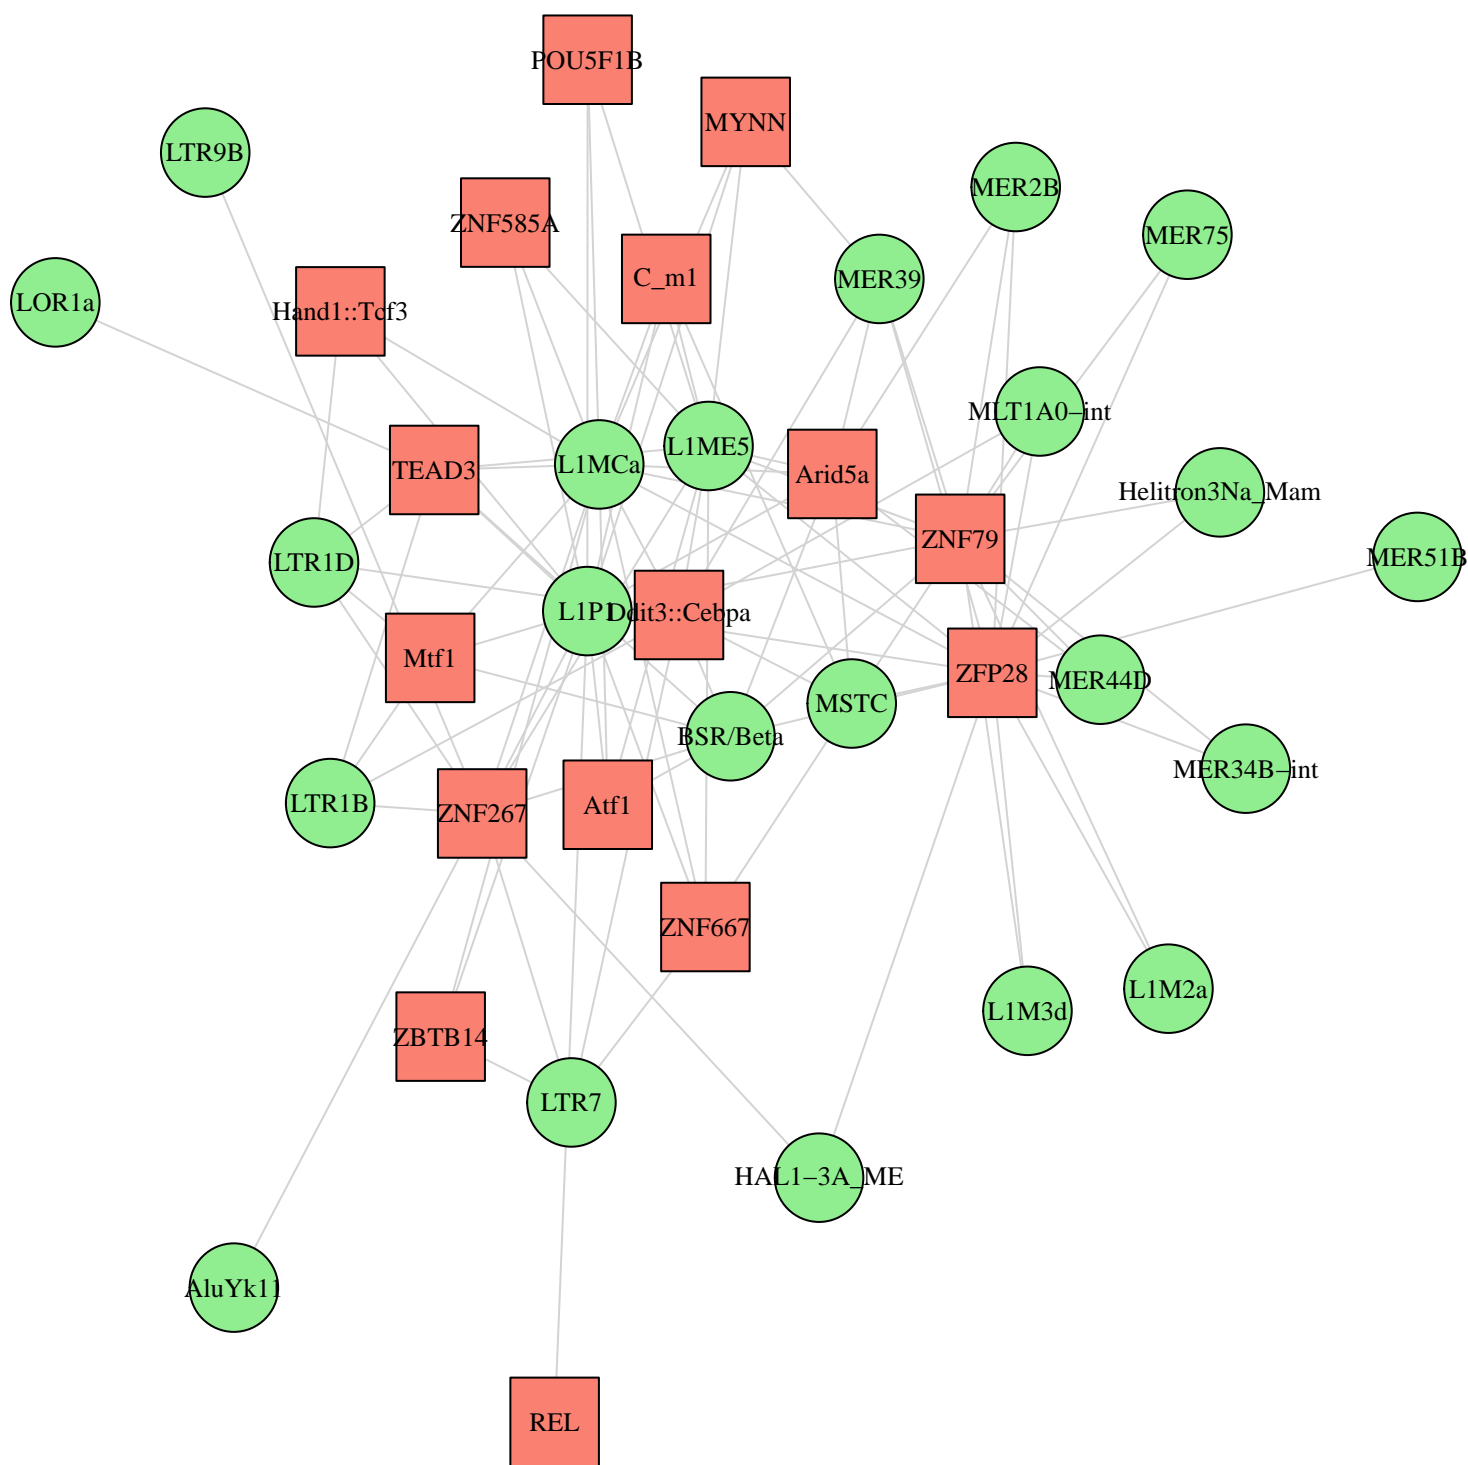 POU5F1B
MYNN
LTR9B
MER2B
ZNF585A
MER75
C_m1
MER39
LOR1a
Hand1::Tcf3
MLT1A0−int
L1ME5
L1MCa
TEAD3
Arid5a
Helitron3Na_Mam
ZNF79
MER51B
LTR1D
L1P1
Ddit3::Cebpa
Mtf1
ZFP28
MER44D
MSTC
BSR/Beta
MER34B−int
LTR1B
Atf1
ZNF267
ZNF667
L1M2a
L1M3d
ZBTB14
LTR7
HAL1−3A_ME
AluYk11
REL